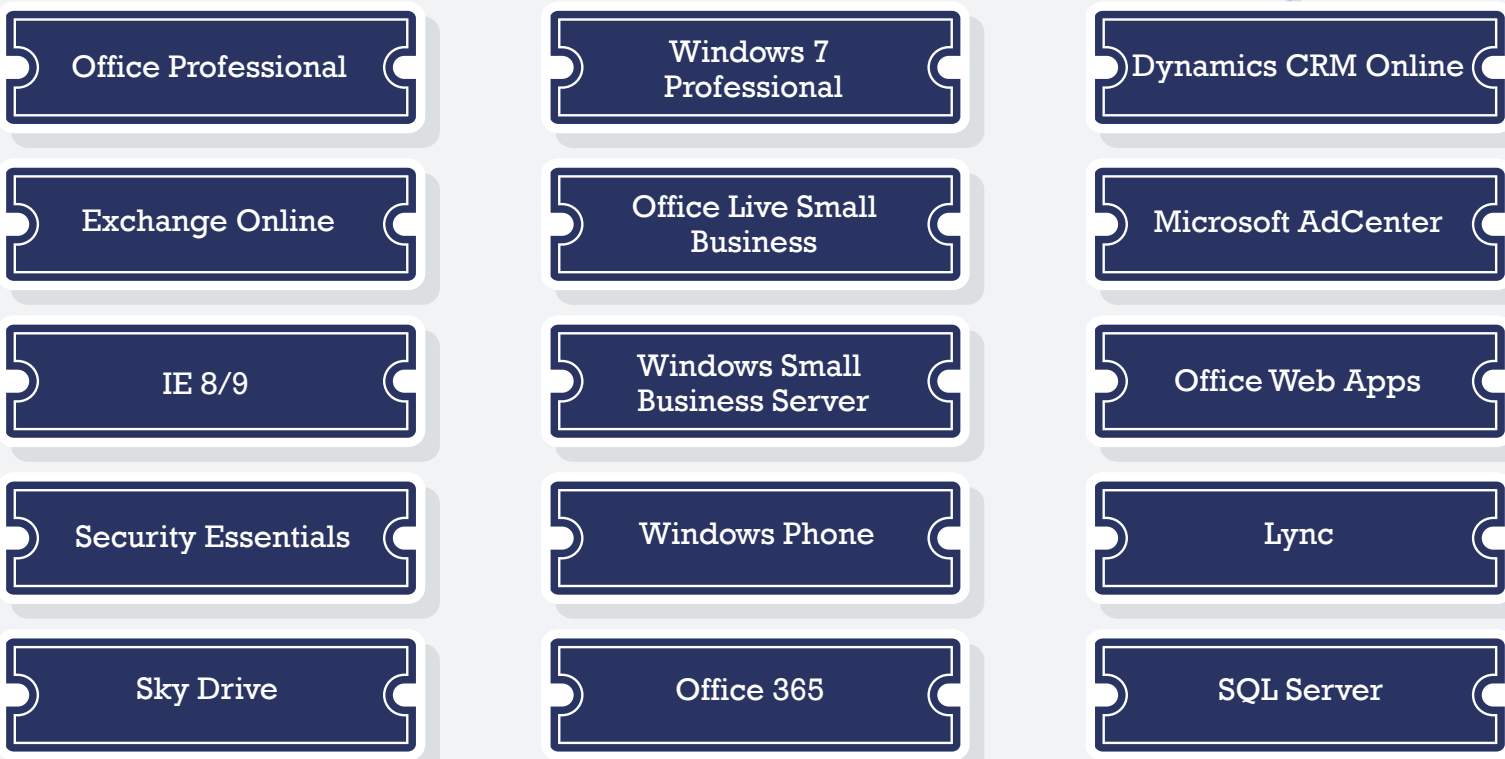 Office Professional
Windows 7
Professional
Dynamics CRM Online
Exchange Online
Office Live Small
Business
Microsoft AdCenter
IE 8/9
Windows Small
Business Server
Office Web Apps
Security Essentials
Windows Phone
Lync
Sky Drive
Office 365
SQL Server